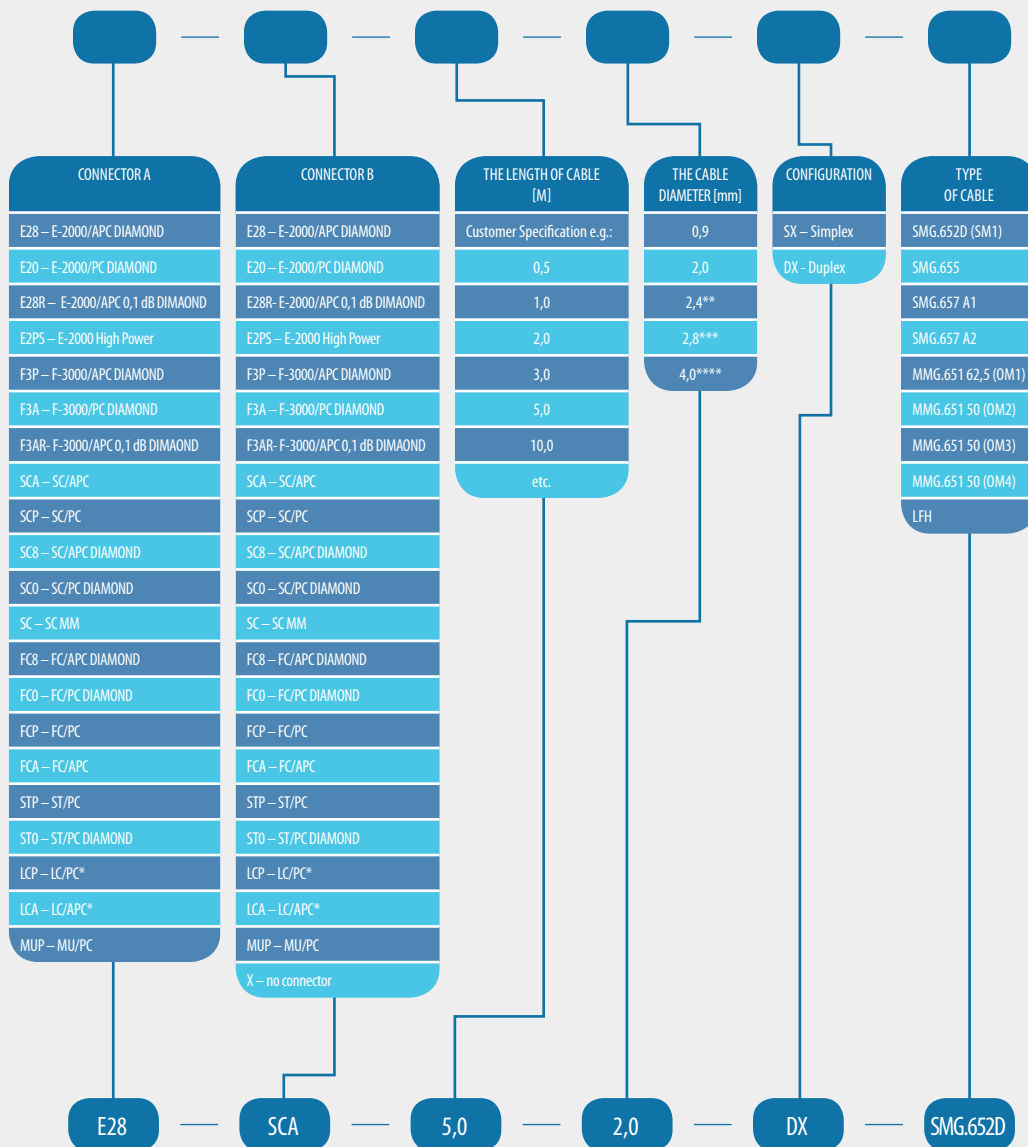 CONNECTOR A
E28 – E-2000/APC DIAMOND
E20 – E-2000/PC DIAMOND
E28R – E-2000/APC 0,1 dB DIMAOND
E2PS – E-2000 High Power
F3P – F-3000/APC DIAMOND
F3A – F-3000/PC DIAMOND
F3AR- F-3000/APC 0,1 dB DIMAOND
SCA – SC/APC
SCP – SC/PC
SC8 – SC/APC DIAMOND
SC0 – SC/PC DIAMOND
SC – SC MM
FC8 – FC/APC DIAMOND
FC0 – FC/PC DIAMOND
FCP – FC/PC
FCA – FC/APC
STP – ST/PC
ST0 – ST/PC DIAMOND
LCP – LC/PC*
LCA – LC/APC*
MUP – MU/PC
CONNECTOR B
E28 – E-2000/APC DIAMOND
E20 – E-2000/PC DIAMOND
E28R- E-2000/APC 0,1 dB DIMAOND
E2PS – E-2000 High Power
F3P – F-3000/APC DIAMOND
F3A – F-3000/PC DIAMOND
F3AR- F-3000/APC 0,1 dB DIMAOND
SCA – SC/APC
SCP – SC/PC
SC8 – SC/APC DIAMOND
SC0 – SC/PC DIAMOND
SC – SC MM
FC8 – FC/APC DIAMOND
FC0 – FC/PC DIAMOND
FCP – FC/PC
FCA – FC/APC
STP – ST/PC
ST0 – ST/PC DIAMOND
LCP – LC/PC*
LCA – LC/APC*
MUP – MU/PC
X – no connector
THE LENGTH OF CABLE
[M]
Customer Specification e.g.:
0,5
1,0
2,0
3,0
5,0
10,0
etc.
THE CABLE
DIAMETER [mm]
0,9
2,0
2,4**
2,8***
4,0****
CONFIGURATION
SX – Simplex
DX - Duplex
TYPE
OF CABLE
SMG.652D (SM1)
SMG.655
SMG.657 A1
SMG.657 A2
MMG.651 62,5 (OM1)
MMG.651 50 (OM2)
MMG.651 50 (OM3)
MMG.651 50 (OM4)
LFH
E28 — SCA — 5,0 — 2,0 — DX — SMG.652D